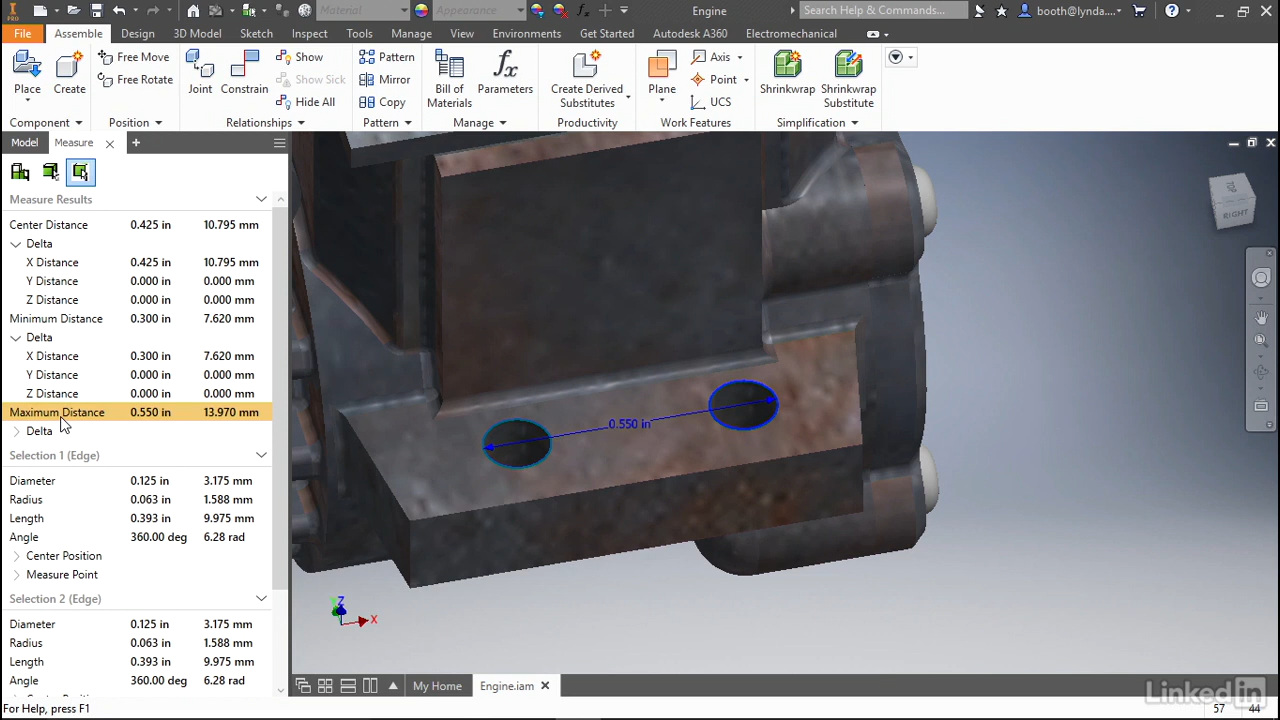 PRO
Material
Appearance
Engine
Search Help & Commands...
booth@lynda....
File Assemble Design 3D Model Sketch Inspect Tools Manage View Environments Get Started Autodesk A360 Electromechanical
Place
Create
Free Move
Free Rotate
Joint
Constrain
Show
Show Sick
Hide All
Pattern
Mirror
Copy
Bill of
Materials
Parameters
Create Derived
Substitutes
Plane
Axis
Point
UCS
Shrinkwrap
Shrinkwrap
Substitute
Component Position Relationships Pattern Manage Productivity Work Features Simplification
Model Measure
Measure Results
Center Distance 0.425 in 10.795 mm
Delta
X Distance 0.425 in 10.795 mm
Y Distance 0.000 in 0.000 mm
Z Distance 0.000 in 0.000 mm
Minimum Distance 0.300 in 7.620 mm
Delta
X Distance 0.300 in 7.620 mm
Y Distance 0.000 in 0.000 mm
Z Distance 0.000 in 0.000 mm
Maximum Distance 0.550 in 13.970 mm
Delta
Selection 1 (Edge)
Diameter 0.125 in 3.175 mm
Radius 0.063 in 1.588 mm
Length 0.393 in 9.975 mm
Angle 360.00 deg 6.28 rad
Center Position
Measure Point
Selection 2 (Edge)
Diameter 0.125 in 3.175 mm
Radius 0.063 in 1.588 mm
Length 0.393 in 9.975 mm
Angle 360.00 deg 6.28 rad
0.550 in
RIGHT
Z
X
My Home Engine.iam
For Help, press F1
57 44
LinkedIn